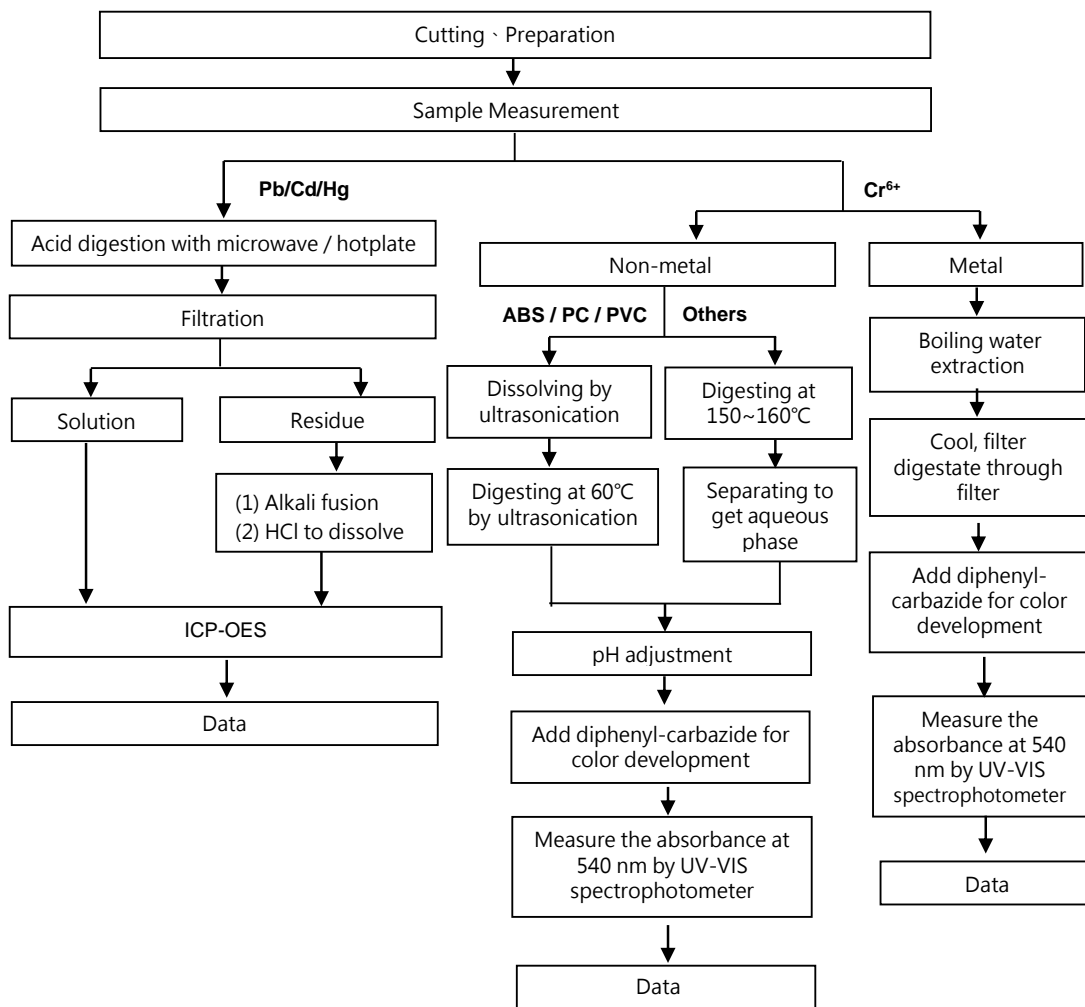 Cutting、Preparation
Sample Measurement
Pb/Cd/Hg
Cr⁶⁺
Acid digestion with microwave / hotplate
Filtration
Solution
Residue
(1) Alkali fusion
(2) HCl to dissolve
ICP-OES
Data
Non-metal
ABS / PC / PVC
Others
Dissolving by
ultrasonication
Digesting at 60℃
by ultrasonication
Digesting at
150~160℃
Separating to
get aqueous
phase
pH adjustment
Add diphenyl-carbazide for
color development
Measure the absorbance at
540 nm by UV-VIS
spectrophotometer
Data
Metal
Boiling water
extraction
Cool, filter
digestate through
filter
Add diphenyl-
carbazide for color
development
Measure the
absorbance at 540
nm by UV-VIS
spectrophotometer
Data